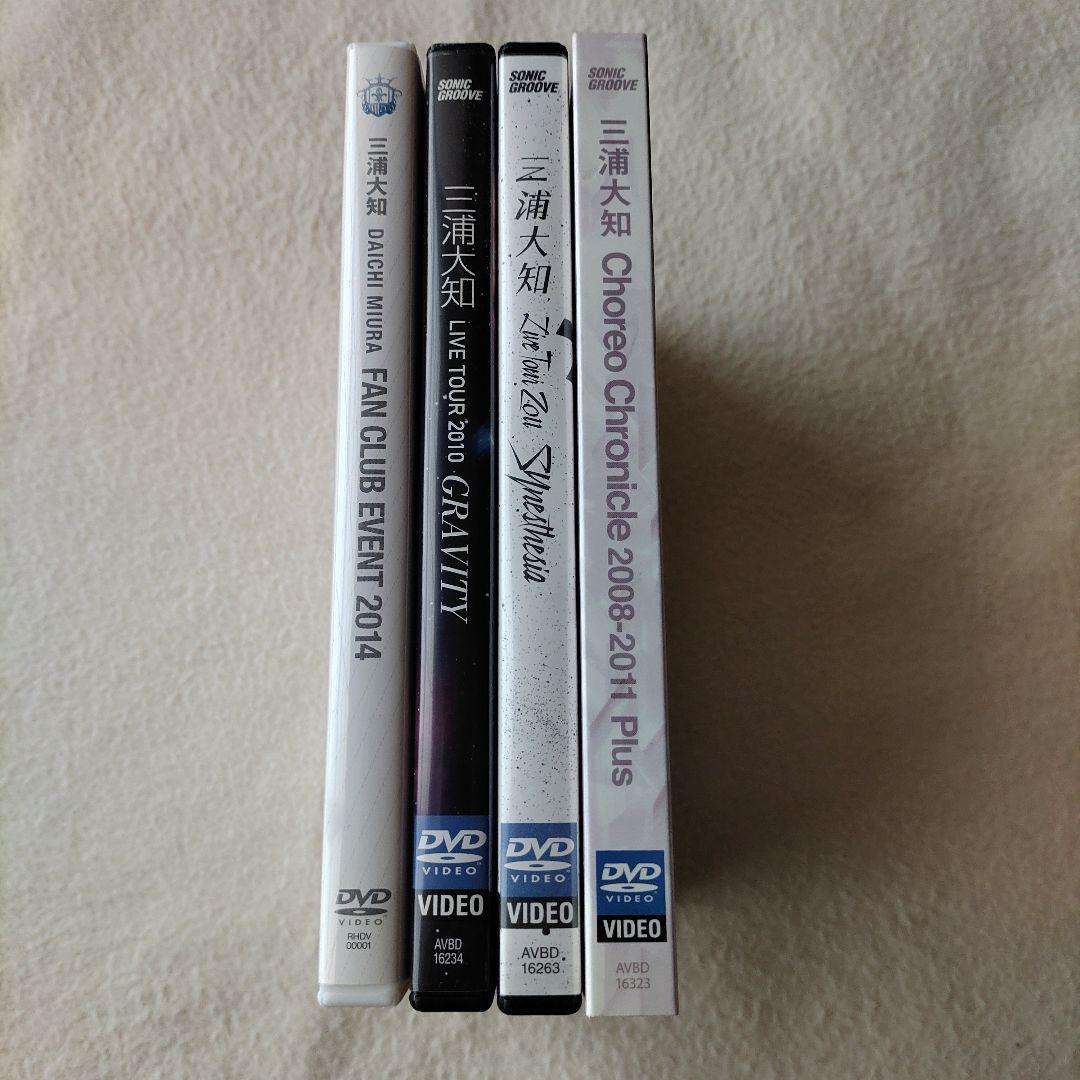 三浦大知 DAICHI MIURA FAN CLUB EVENT 2014
DVD
VIDEO
RHDV
00001
SONIC
GROOVE
三浦大知 LIVE TOUR 2010 GRAVITY
DVD
VIDEO
VIDEO
AVBD
16234
SONIC
GROOVE
三浦大知 Live Tour 2011 Synesthesia
DVD
VIDEO
VIDEO
AVBD
16263
SONIC
GROOVE
三浦大知 Choreo Chronicle 2008-2011 Plus
DVD
VIDEO
VIDEO
AVBD
16323